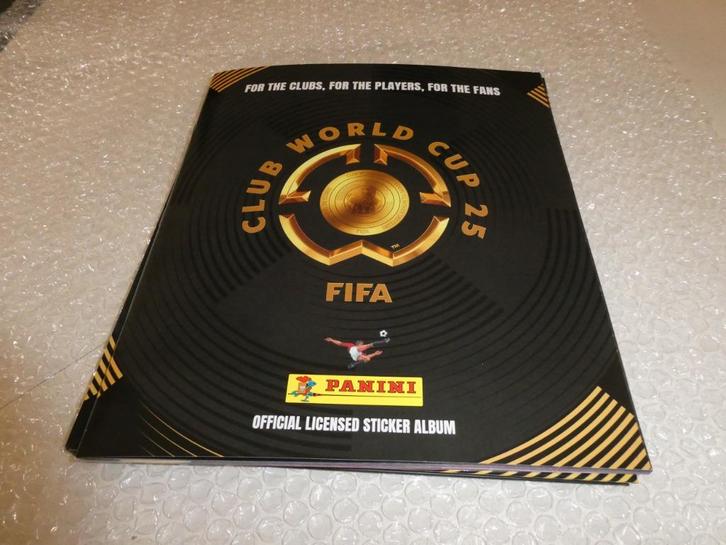 FOR THE CLUBS, FOR THE PLAYERS, FOR THE FANS
CLUB WORLD CUP 25
TM
FIFA
PANINI
OFFICIAL LICENSED STICKER ALBUM